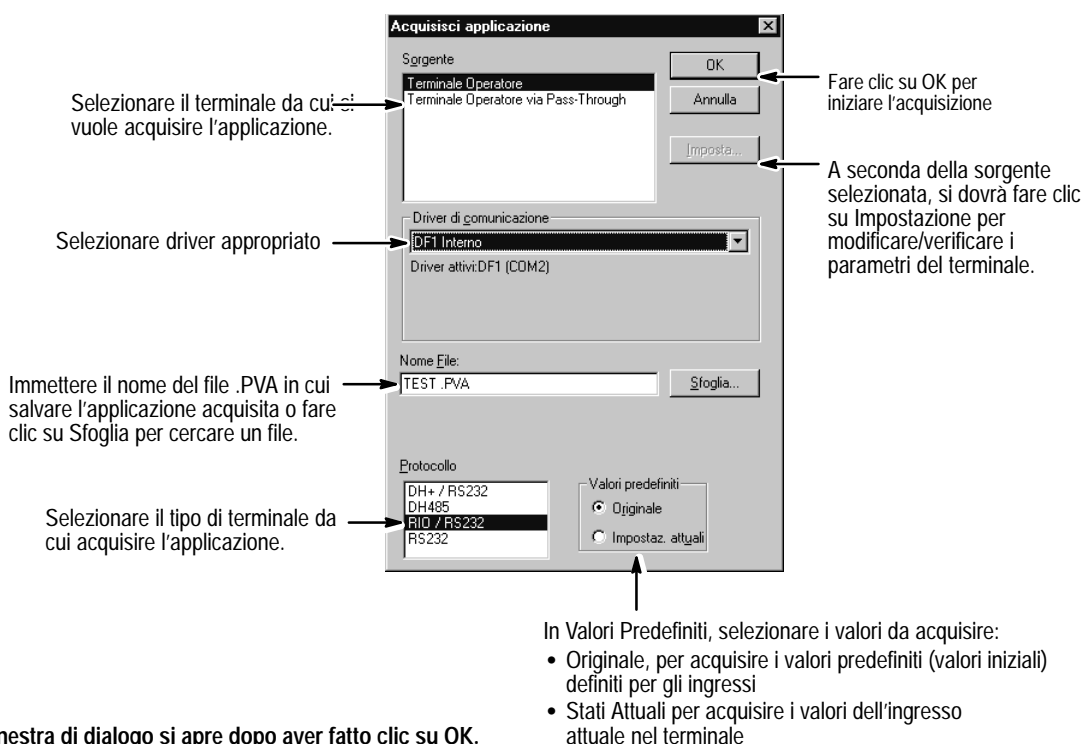 Acquisisci applicazione
Sorgente
Terminale Operatore
Terminale Operatore via Pass-Through
OK
Annulla
Imposta...
Fare clic su OK per
iniziare l'acquisizione
Selezionare il terminale da cui si
vuole acquisire l'applicazione.
A seconda della sorgente
selezionata, si dovrà fare clic
su Impostazione per
modificare/verificare i
parametri del terminale.
Driver di comunicazione
DF1 Interno
Driver attivi:DF1 (COM2)
Selezionare driver appropriato
Nome File:
TEST .PVA
Sfoglia...
Immettere il nome del file .PVA in cui
salvare l'applicazione acquisita o fare
clic su Sfoglia per cercare un file.
Protocollo
DH+ / RS232
DH485
RIO / RS232
RS232
Valori predefiniti
Originale
Impostaz. attuali
Selezionare il tipo di terminale da
cui acquisire l'applicazione.
In Valori Predefiniti, selezionare i valori da acquisire:
• Originale, per acquisire i valori predefiniti (valori iniziali)
definiti per gli ingressi
• Stati Attuali per acquisire i valori dell'ingresso
attuale nel terminale
nestra di dialogo si apre dopo aver fatto clic su OK.